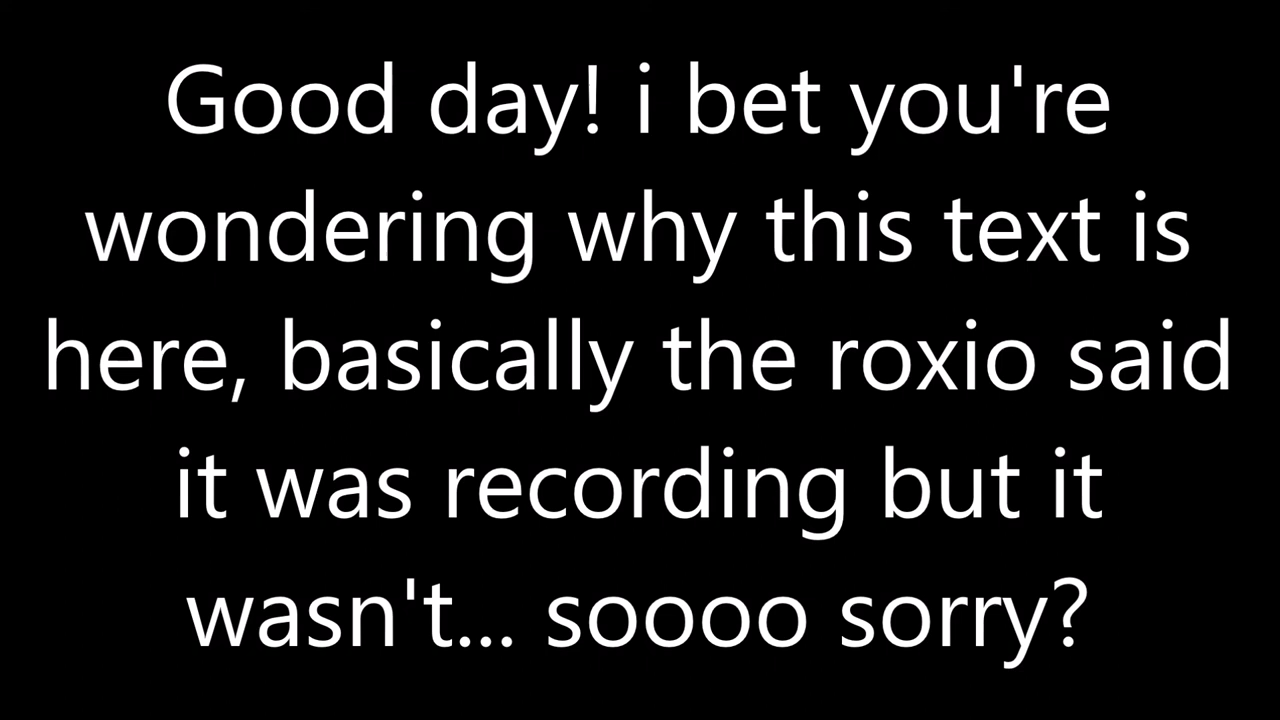 Good day! i bet you're
wondering why this text is
here, basically the roxio said
it was recording but it
wasn't... soooo sorry?